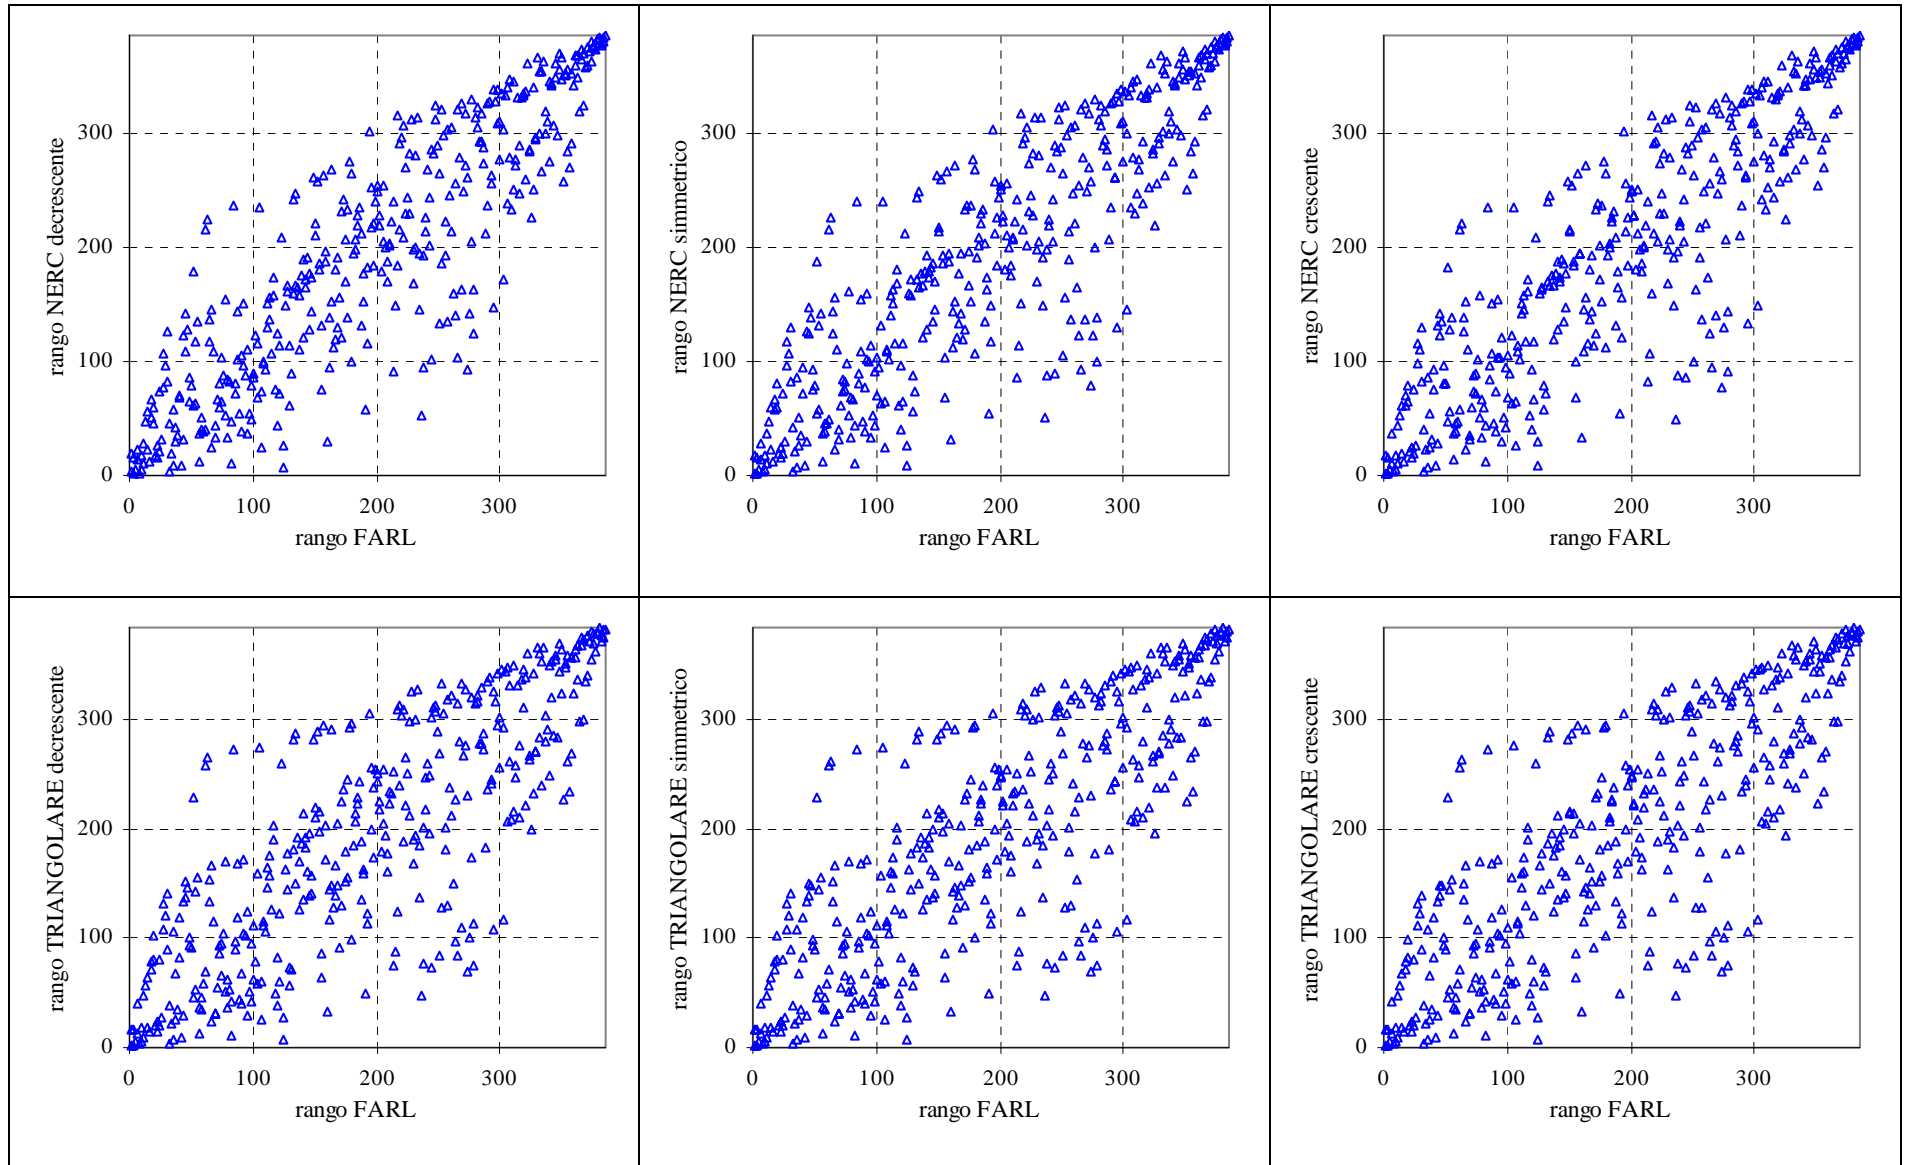 rango NERC decrescente
300
200
100
0
0 100 200 300
rango FARL
rango NERC simmetrico
300
200
100
0
0 100 200 300
rango FARL
rango NERC crescente
300
200
100
0
0 100 200 300
rango FARL
rango TRIANGOLARE decrescente
300
200
100
0
0 100 200 300
rango FARL
rango TRIANGOLARE simmetrico
300
200
100
0
0 100 200 300
rango FARL
rango TRIANGOLARE crescente
300
200
100
0
0 100 200 300
rango FARL